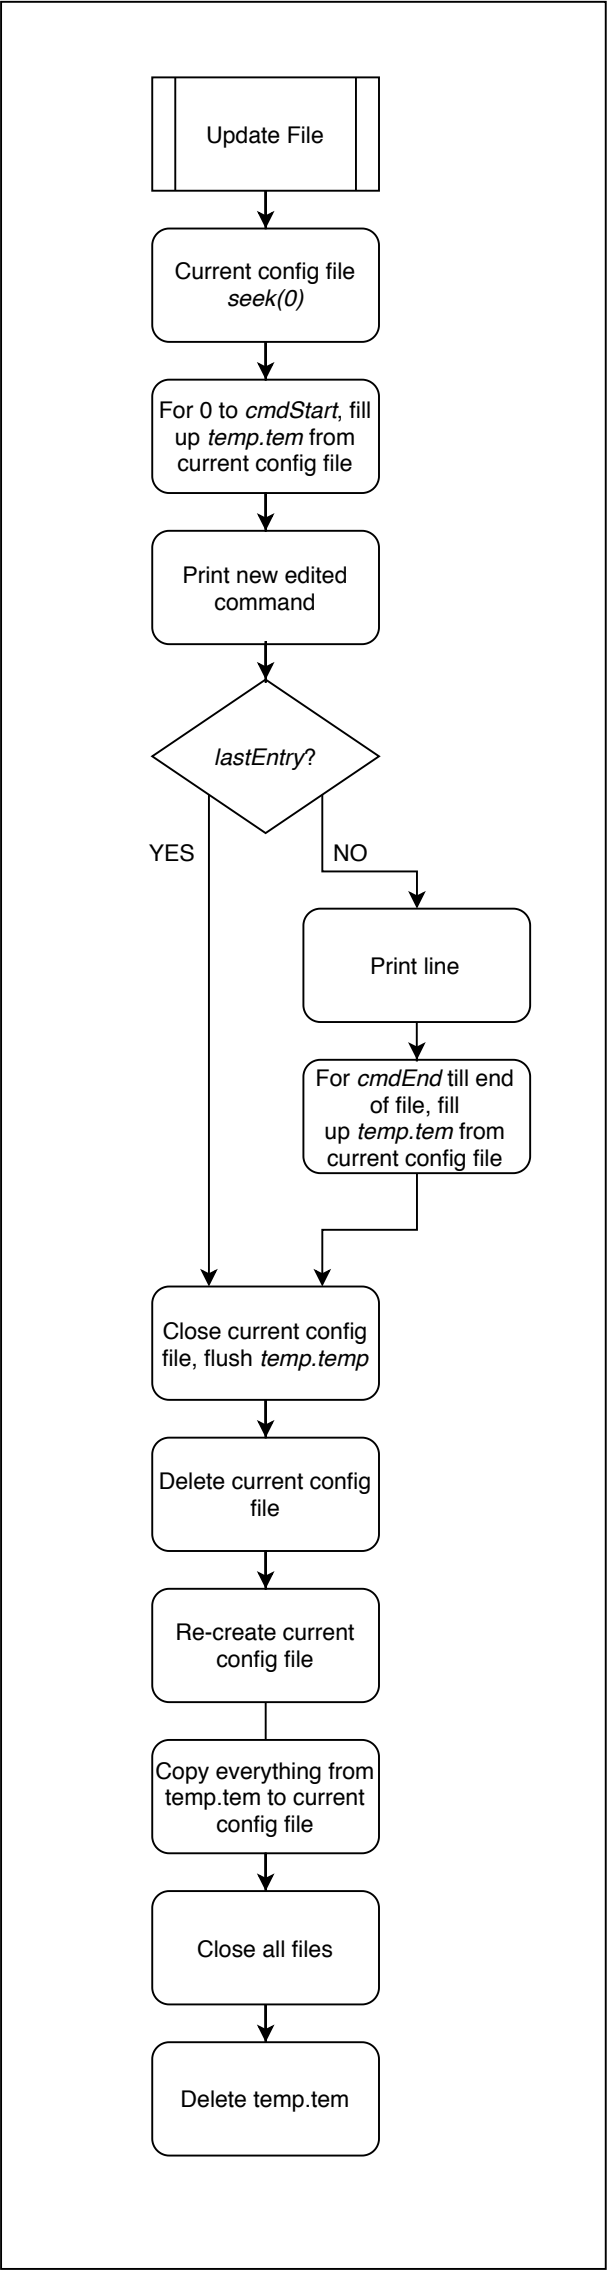 Update File
Current config file
seek(0)
For 0 to cmdStart, fill
up temp.tem from
current config file
Print new edited
command
lastEntry?
YES
NO
Print line
For cmdEnd till end
of file, fill
up temp.tem from
current config file
Close current config
file, flush temp.temp
Delete current config
file
Re-create current
config file
Copy everything from
temp.tem to current
config file
Close all files
Delete temp.tem